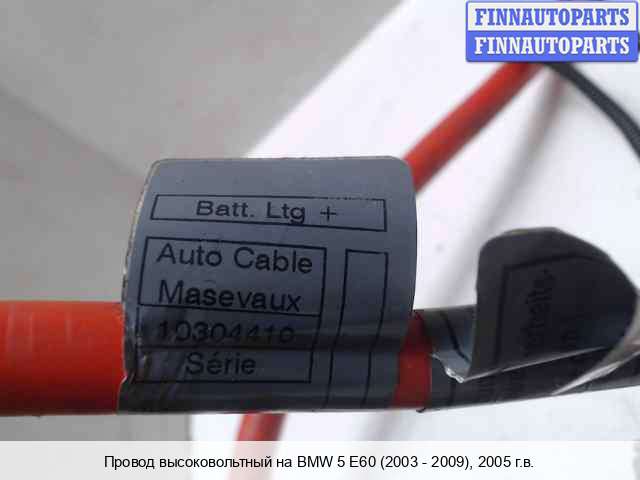 FINNAUTOPARTS
FINNAUTOPARTS
Batt. Ltg +
Auto Cable
Masevaux
10304410
Série
Провод высоковольтный на BMW 5 E60 (2003 - 2009), 2005 г.в.